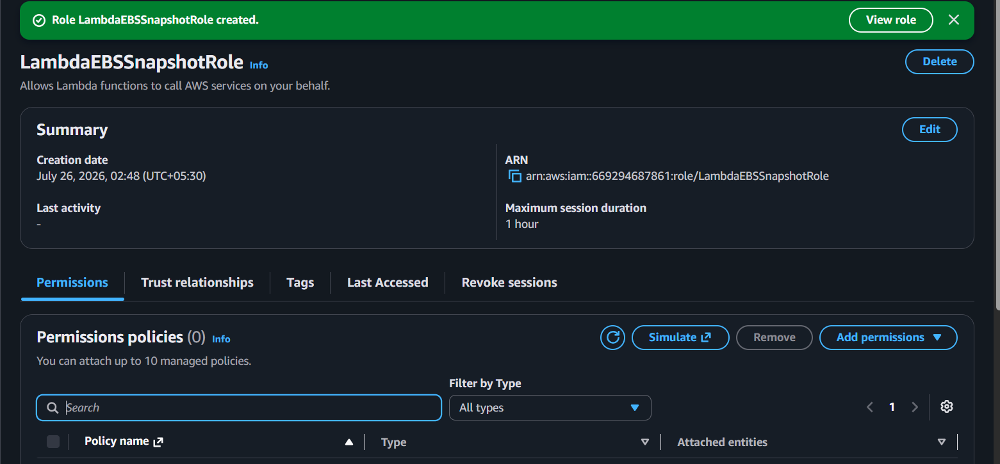 Role LambdaEBSSnapshotRole created.
View role
LambdaEBSSnapshotRole Info
Delete
Allows Lambda functions to call AWS services on your behalf.
Summary
Edit
Creation date
July 26, 2026, 02:48 (UTC+05:30)
ARN
arn:aws:iam::669294687861:role/LambdaEBSSnapshotRole
Last activity
-
Maximum session duration
1 hour
Permissions Trust relationships Tags Last Accessed Revoke sessions
Permissions policies (0) Info
Simulate Remove Add permissions
You can attach up to 10 managed policies.
Filter by Type
Search All types 1
Policy name Type Attached entities